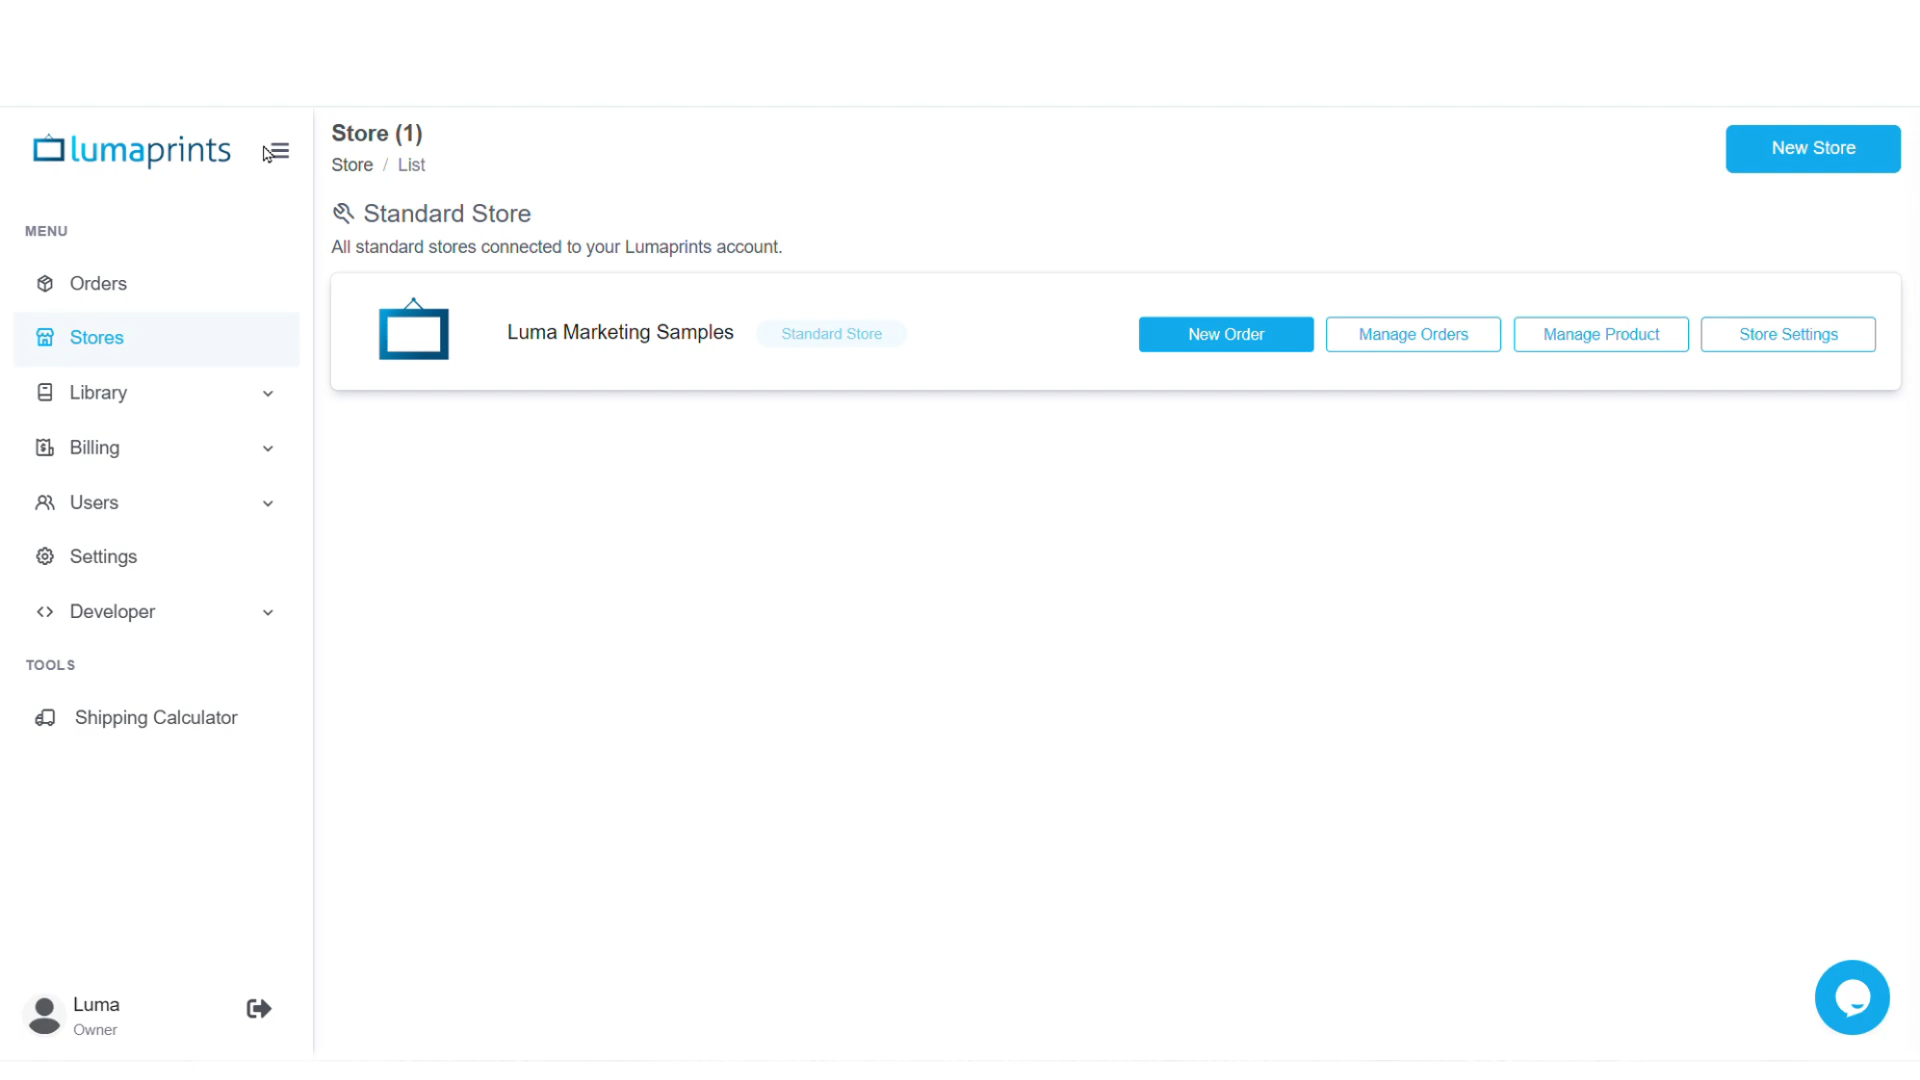 lumaprints
MENU
Orders
Stores
Library
Billing
Users
Settings
Developer
TOOLS
Shipping Calculator
Luma
Owner
Store (1)
Store / List
New Store
Standard Store
All standard stores connected to your Lumaprints account.
Luma Marketing Samples Standard Store New Order Manage Orders Manage Product Store Settings